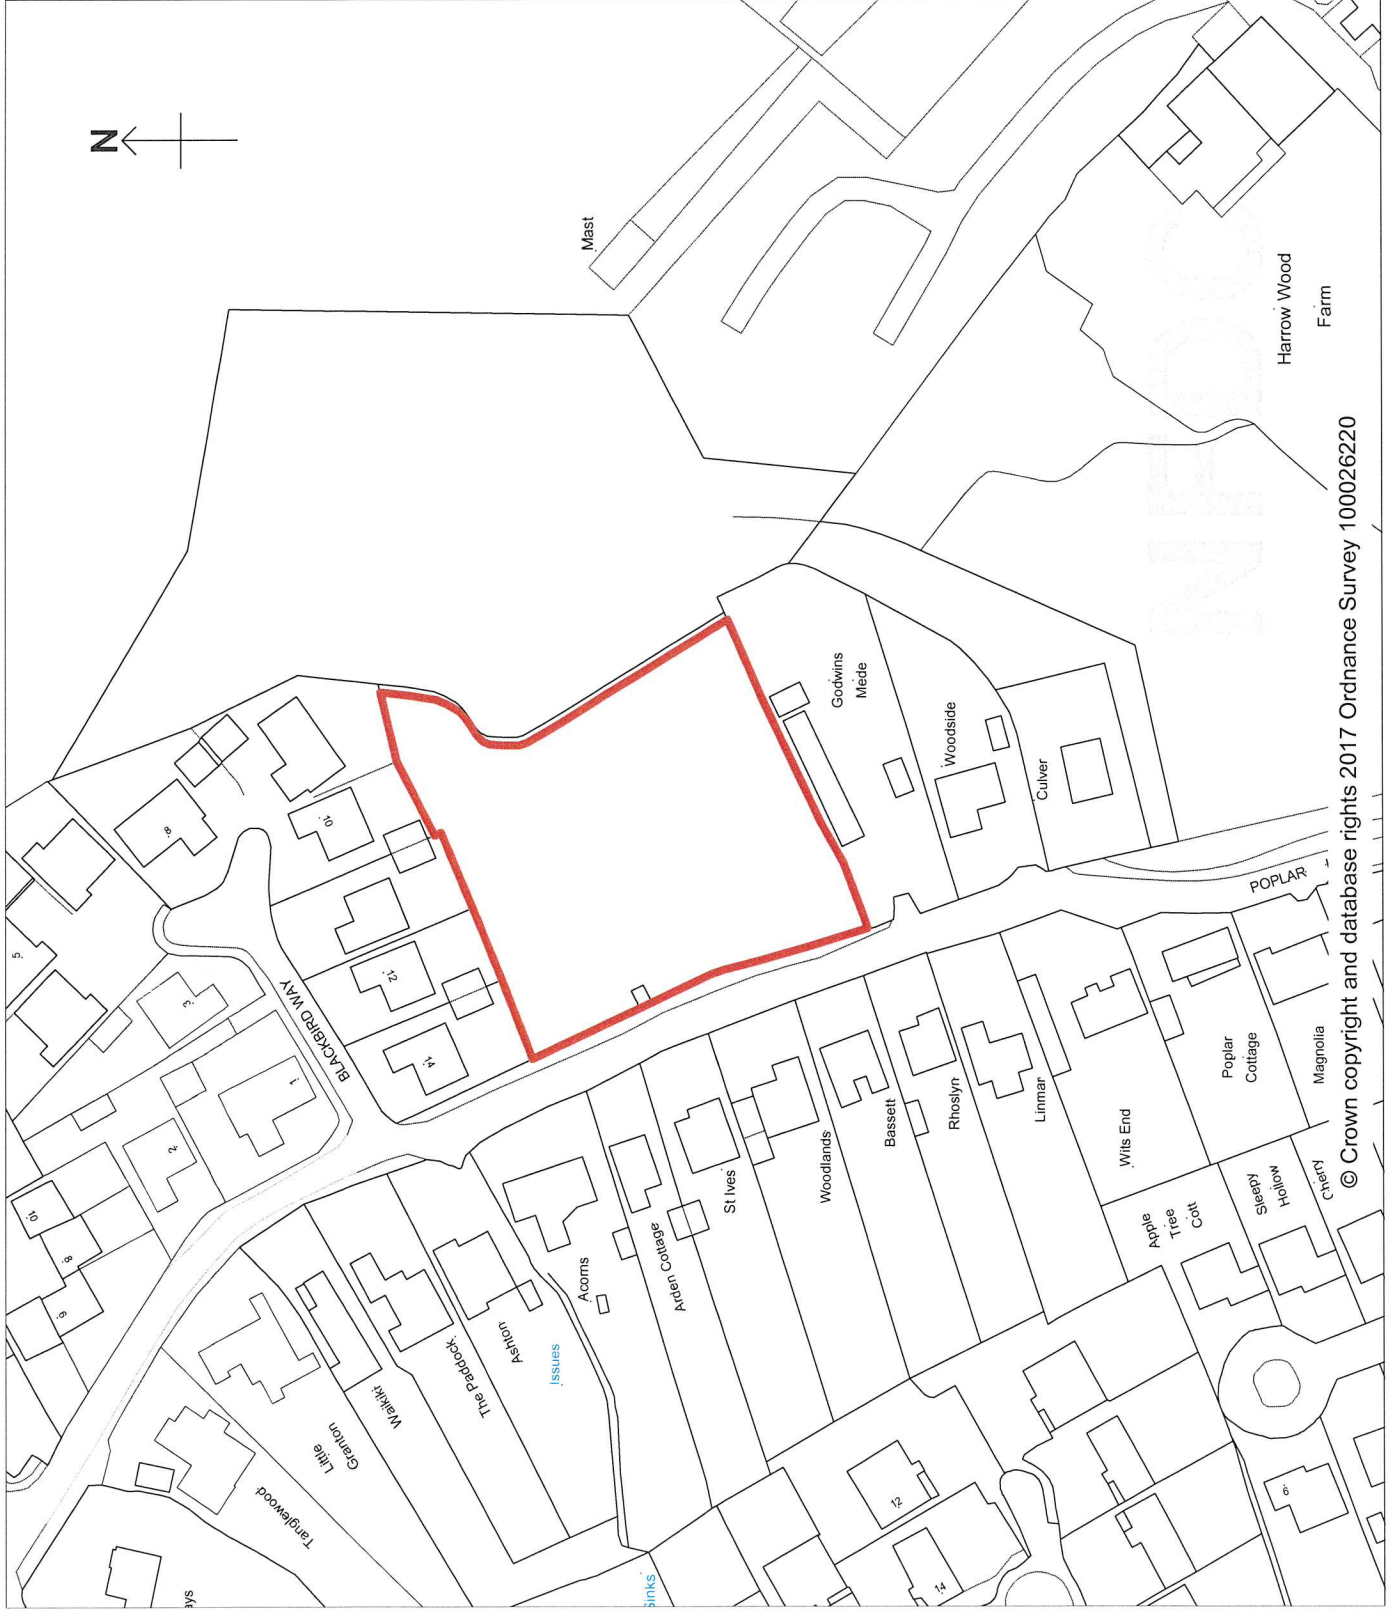 N
Mast
Harrow Wood
Farm
8
10
12
14
5
3
1
2
10
8
9
BLACKBIRD WAY
Godwins
Mede
Woodside
Culver
POPLAR
Acorns
Arden Cottage
St Ives
Woodlands
Bassett
Rhoslyn
Linmar
Wits End
Poplar
Cottage
Magnolia
Apple
Tree
Cott
Sleepy
Hollow
Cherry
Tanglewood
Little
Granton
Waikiki
The Paddock
Ashton
Issues
Sinks
12
14
6
ays
© Crown copyright and database rights 2017 Ordnance Survey 100026220